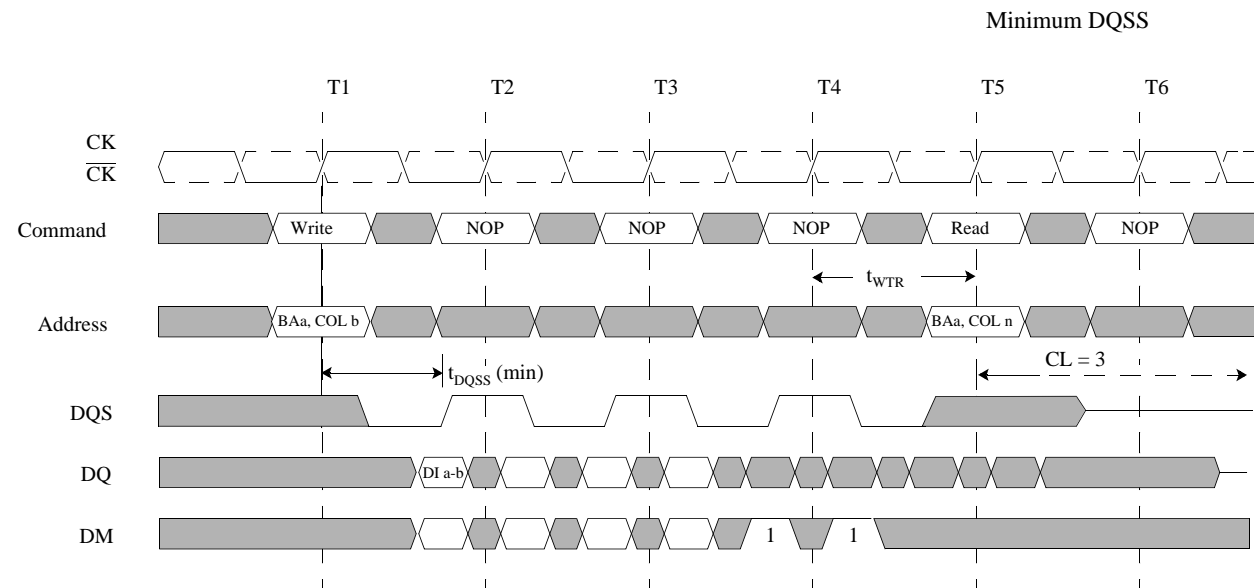 Minimum DQSS
T1 T2 T3 T4 T5 T6
CK
CK
Command Write NOP NOP NOP Read NOP
tWTR
Address BAa, COL b BAa, COL n
tDQSS (min) CL = 3
DQS
DQ DI a-b
DM 1 1